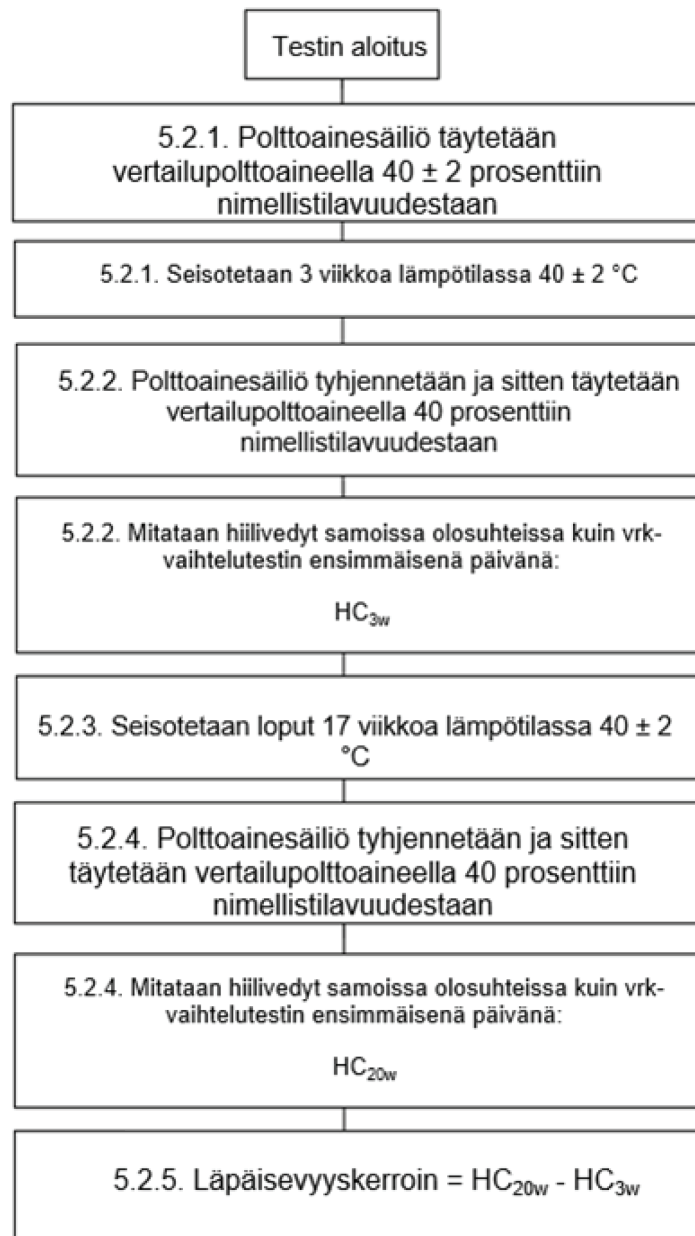 Testin aloitus
5.2.1. Polttoainesäiliö täytetään
vertailupolttoaineella 40 ± 2 prosenttiin
nimellistilavuudestaan
5.2.1. Seisotetaan 3 viikkoa lämpötilassa 40 ± 2 °C
5.2.2. Polttoainesäiliö tyhjennetään ja sitten täytetään
vertailupolttoaineella 40 prosenttiin
nimellistilavuudestaan
5.2.2. Mitataan hiilivedyt samoissa olosuhteissa kuin vrk-
vaihtelutestin ensimmäisenä päivänä:
HC3w
5.2.3. Seisotetaan loput 17 viikkoa lämpötilassa 40 ± 2
°C
5.2.4. Polttoainesäiliö tyhjennetään ja sitten
täytetään vertailupolttoaineella 40 prosenttiin
nimellistilavuudestaan
5.2.4. Mitataan hiilivedyt samoissa olosuhteissa kuin vrk-
vaihtelutestin ensimmäisenä päivänä:
HC20w
5.2.5. Läpäisevyyskerroin = HC20w - HC3w